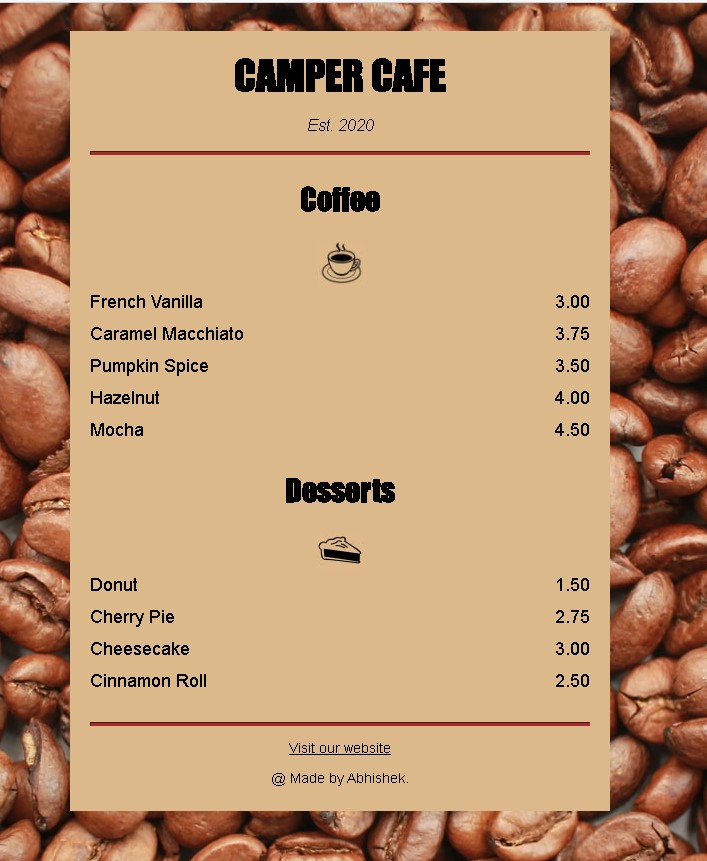 CAMPER CAFE
Est. 2020
Coffee
French Vanilla 3.00
Caramel Macchiato 3.75
Pumpkin Spice 3.50
Hazelnut 4.00
Mocha 4.50
Desserts
Donut 1.50
Cherry Pie 2.75
Cheesecake 3.00
Cinnamon Roll 2.50
Visit our website
@ Made by Abhishek.